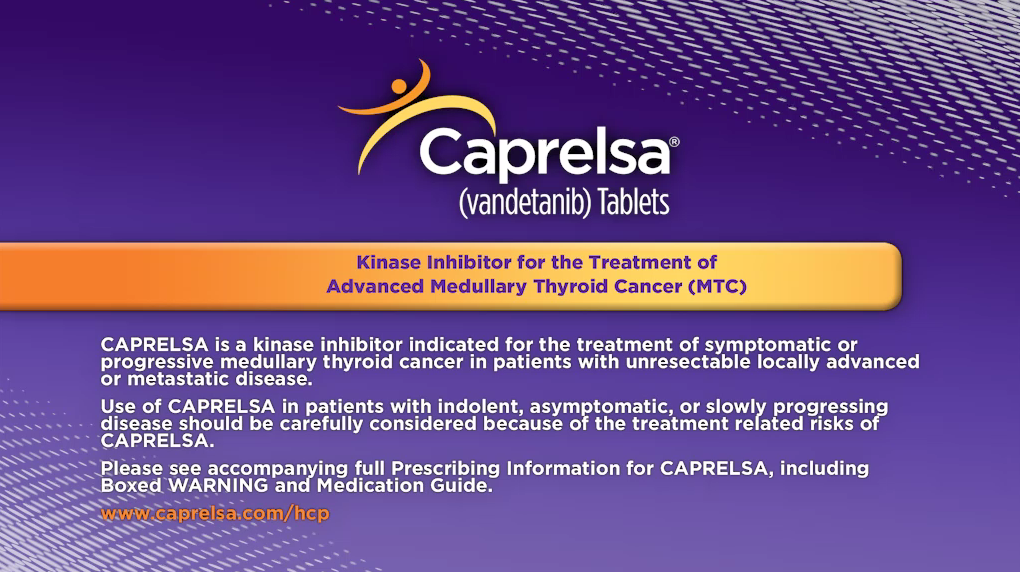 Caprelsa®
(vandetanib) Tablets
Kinase Inhibitor for the Treatment of
Advanced Medullary Thyroid Cancer (MTC)
CAPRELSA is a kinase inhibitor indicated for the treatment of symptomatic or
progressive medullary thyroid cancer in patients with unresectable locally advanced
or metastatic disease.
Use of CAPRELSA in patients with indolent, asymptomatic, or slowly progressing
disease should be carefully considered because of the treatment related risks of
CAPRELSA.
Please see accompanying full Prescribing Information for CAPRELSA, including
Boxed WARNING and Medication Guide.
www.caprelsa.com/hcp